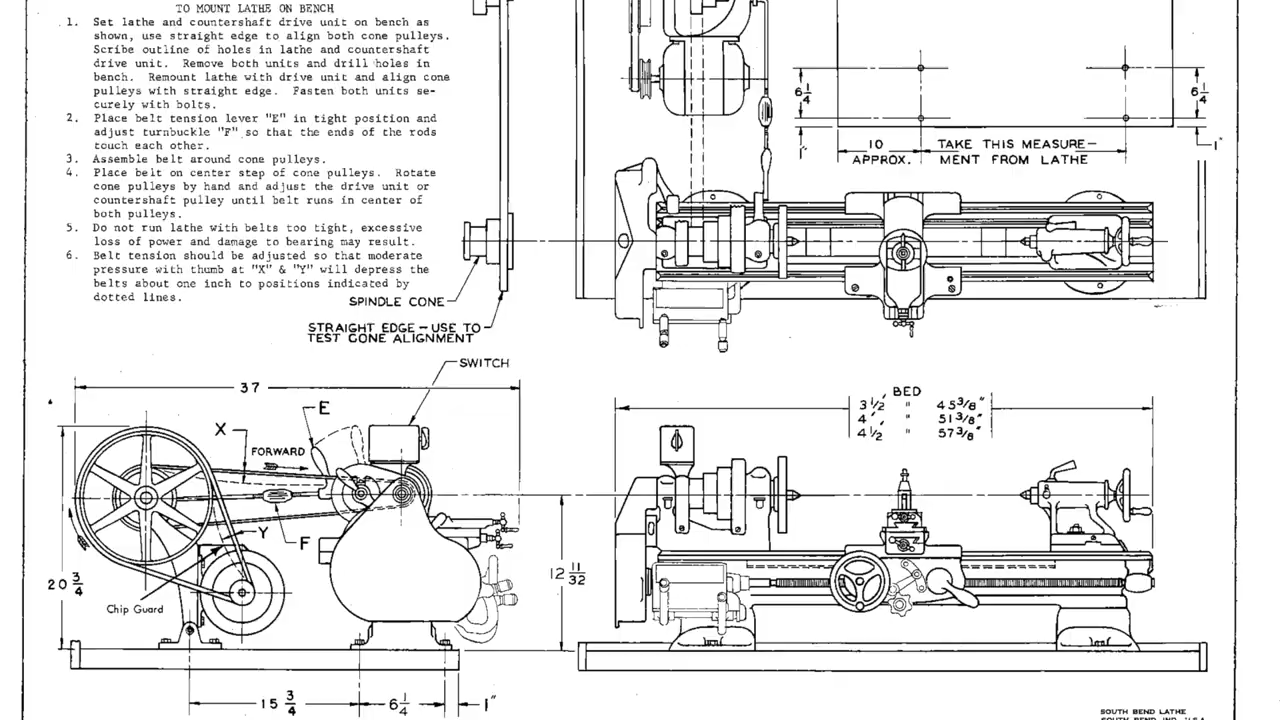 TO MOUNT LATHE ON BENCH
1. Set lathe and countershaft drive unit on bench as
shown, use straight edge to align both cone pulleys.
Scribe outline of holes in lathe and countershaft
drive unit. Remove both units and drill holes in
bench. Remount lathe with drive unit and align cone
pulleys with straight edge. Fasten both units se-
curely with bolts.
2. Place belt tension lever "E" in tight position and
adjust turnbuckle "F" so that the ends of the rods
touch each other.
3. Assemble belt around cone pulleys.
4. Place belt on center step of cone pulleys. Rotate
cone pulleys by hand and adjust the drive unit or
countershaft pulley until belt runs in center of
both pulleys.
5. Do not run lathe with belts too tight, excessive
loss of power and damage to bearing may result.
6. Belt tension should be adjusted so that moderate
pressure with thumb at "X" & "Y" will depress the
belts about one inch to positions indicated by
dotted lines.
SPINDLE CONE
STRAIGHT EDGE – USE TO
TEST CONE ALIGNMENT
6 1/4
6 1/4
1"
1"
10
APPROX.
TAKE THIS MEASURE-
MENT FROM LATHE
SWITCH
37
E
X
FORWARD
F
Y
20 3/4
Chip Guard
12 11/32
15 3/4
6 1/4
1"
BED
3 1/2' " 45 3/8"
4' " 51 3/8"
4 1/2 " 57 3/8"
SOUTH BEND LATHE
SOUTH BEND, IND., U.S.A.